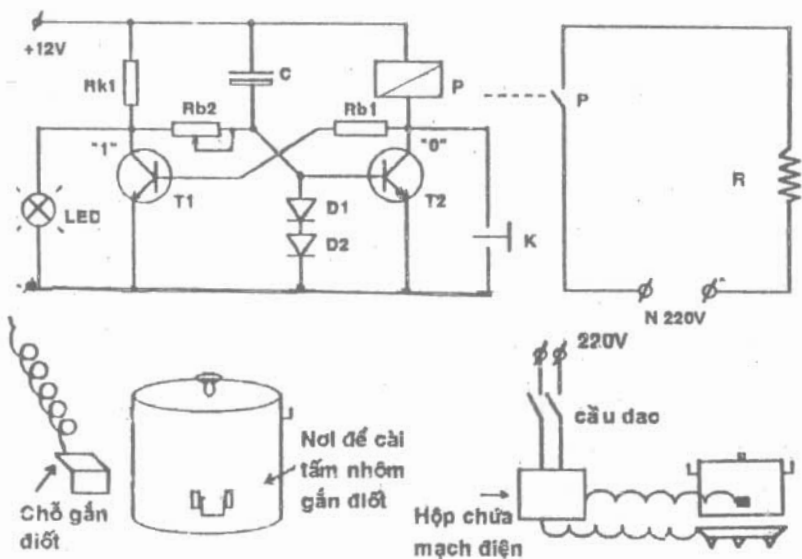 +12V
Rk1
C
P
Rb2
Rb1
"1"
"0"
T1
T2
LED
D1
D2
K
P
R
N 220V
220V
cầu dao
Nơi để cài
tấm nhôm
gắn điốt
Chỗ gắn
điốt
Hộp chứa
mạch điện